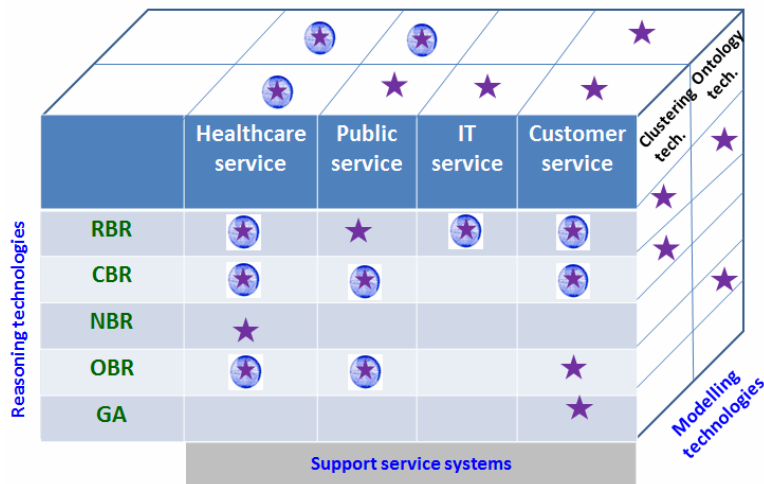 Healthcare
service
Public
service
IT
service
Customer
service
Clustering
tech.
Ontology
tech.
Reasoning technologies
RBR
CBR
NBR
OBR
GA
Modelling
technologies
Support service systems